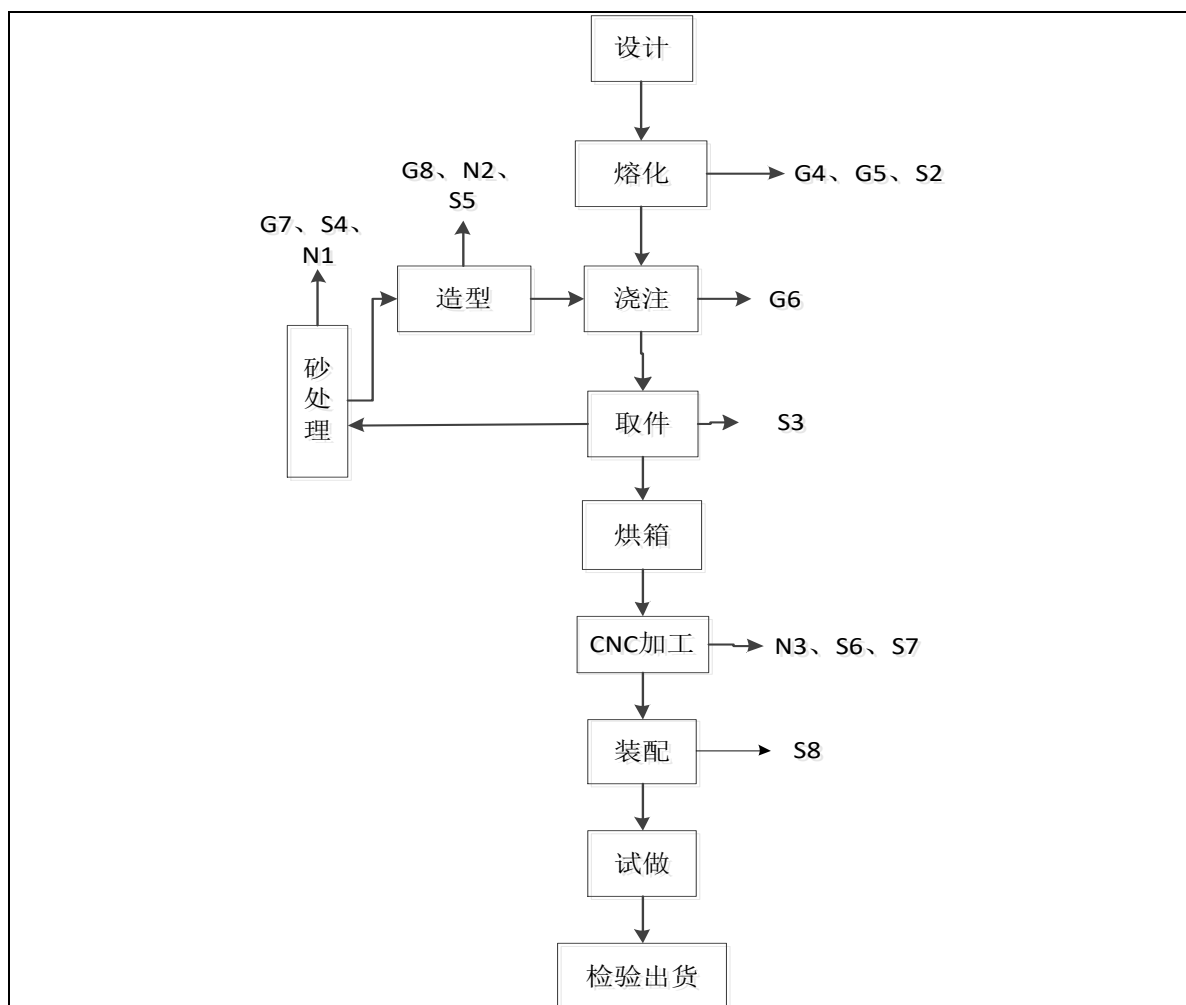 设计
熔化
G4、G5、S2
G8、N2、
S5
G7、S4、
N1
造型
浇注
G6
砂
处
理
取件
S3
烘箱
CNC加工
N3、S6、S7
装配
S8
试做
检验出货